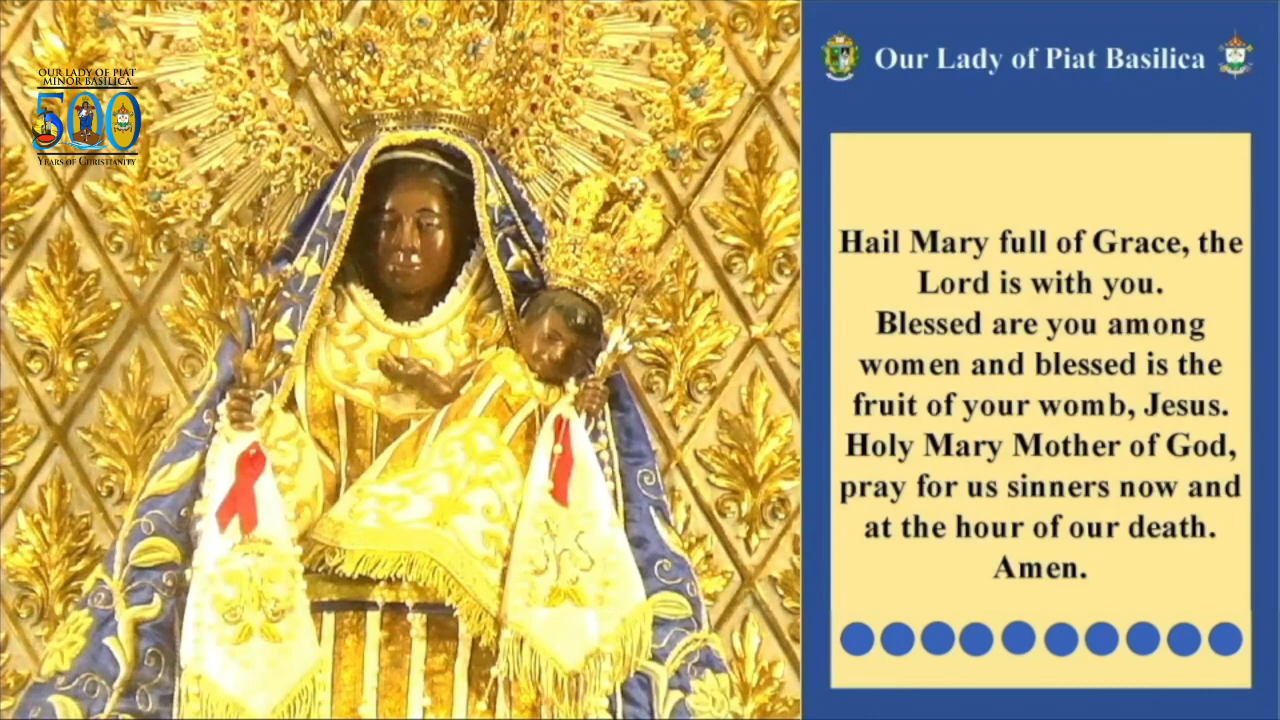 OUR LADY OF PIAT
MINOR BASILICA
500
YEARS OF CHRISTIANITY
Our Lady of Piat Basilica
Hail Mary full of Grace, the
Lord is with you.
Blessed are you among
women and blessed is the
fruit of your womb, Jesus.
Holy Mary Mother of God,
pray for us sinners now and
at the hour of our death.
Amen.